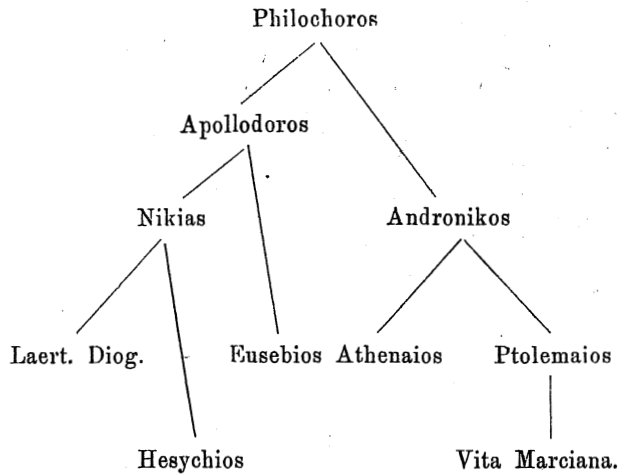 Philochoros
Apollodoros
Nikias Andronikos
Laert. Diog. Eusebios Athenaios Ptolemaios
Hesychios Vita Marciana.